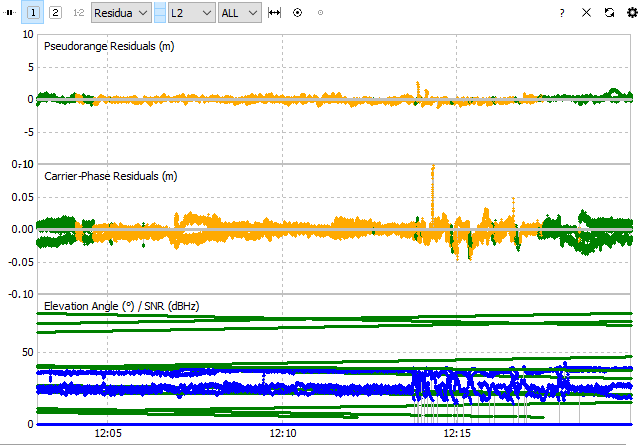 1 2 1-2 Residua L2 ALL ?
10
Pseudorange Residuals (m)
5
0
-5
-10
0.10
Carrier-Phase Residuals (m)
0.05
0.00
-0.05
-0.10
Elevation Angle (°) / SNR (dBHz)
50
0
12:05 12:10 12:15